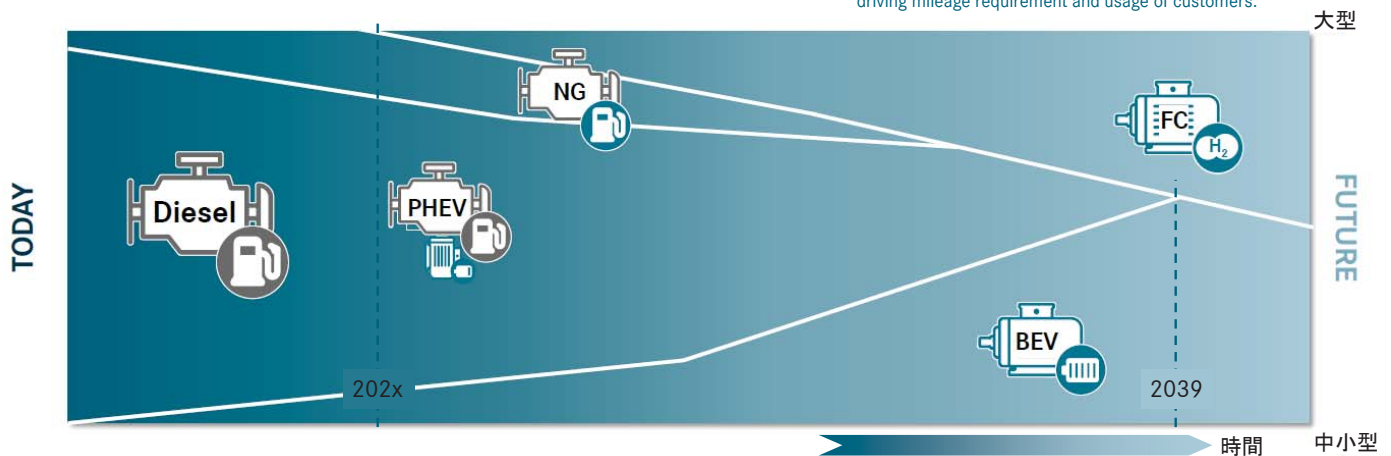 driving mileage requirement and usage of customers.
大型
TODAY
Diesel
PHEV
NG
FC
H₂
BEV
202x
2039
FUTURE
時間
中小型